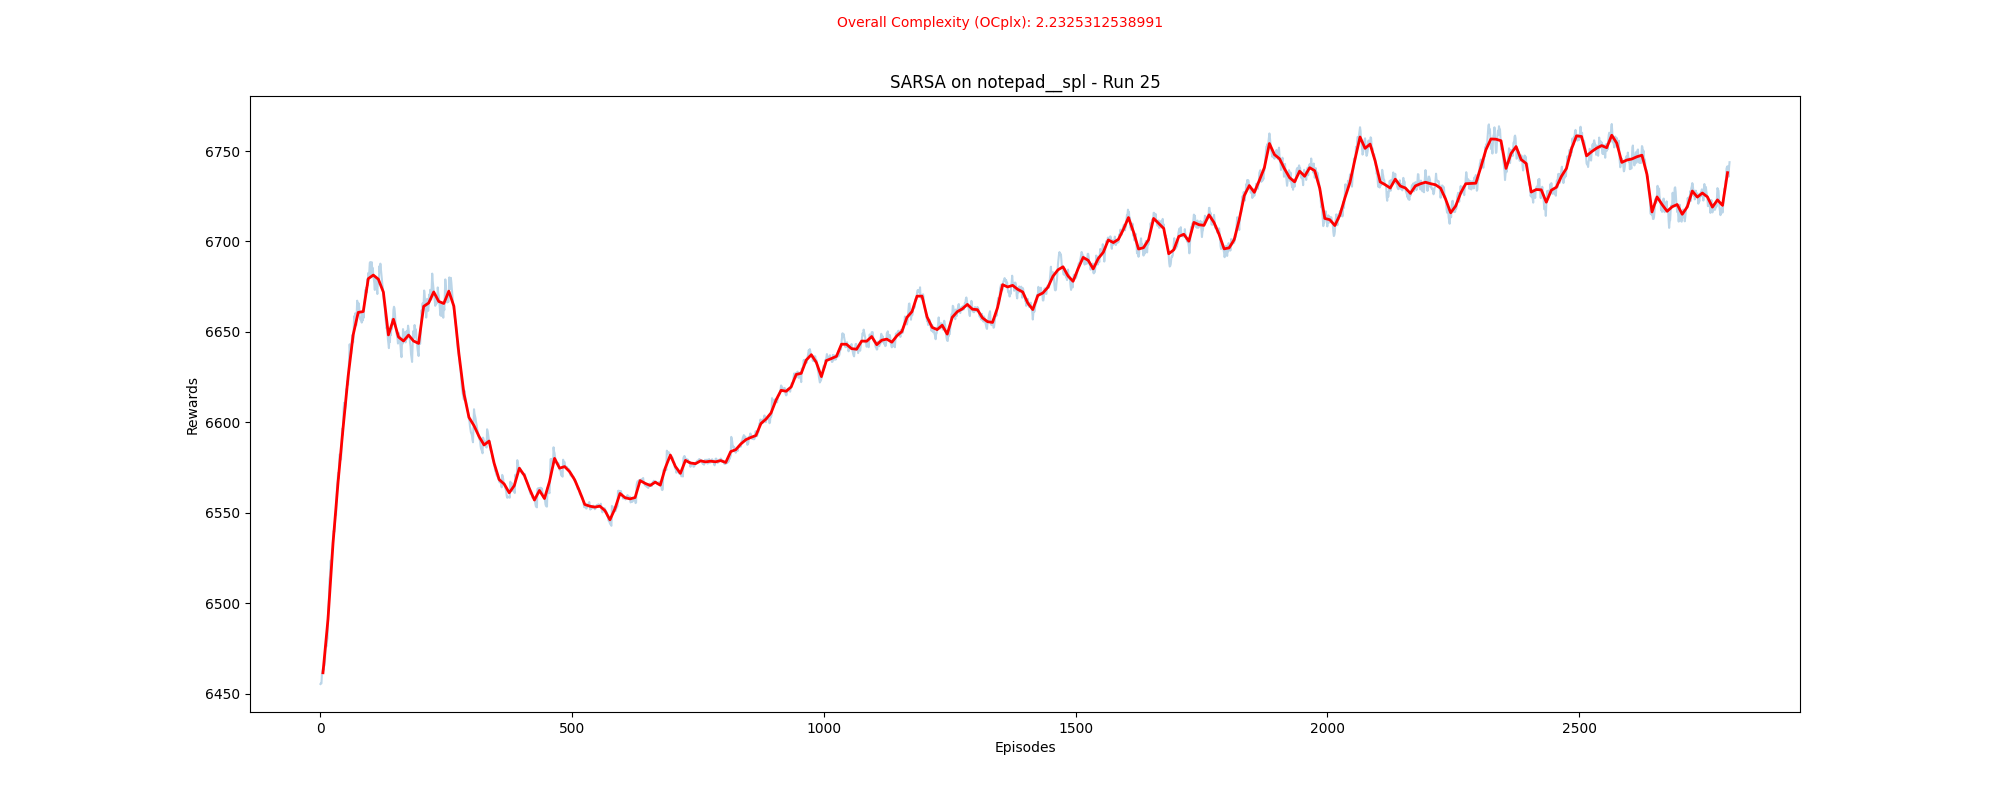 Overall Complexity (OCplx): 2.2325312538991
SARSA on notepad__spl - Run 25
Rewards
6750
6700
6650
6600
6550
6500
6450
0 500 1000 1500 2000 2500
Episodes